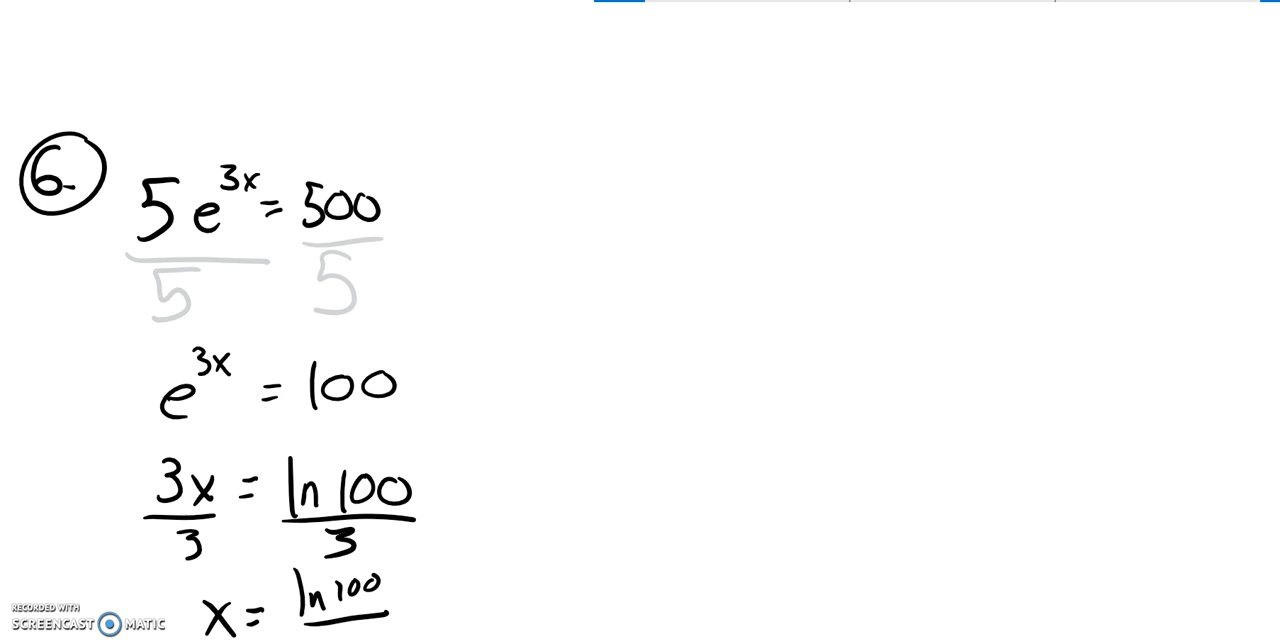 6.
5e^{3x} = 500
5 5
e^{3x} = 100
3x = ln 100
3 3
x = ln 100
RECORDED WITH
SCREENCAST MATIC